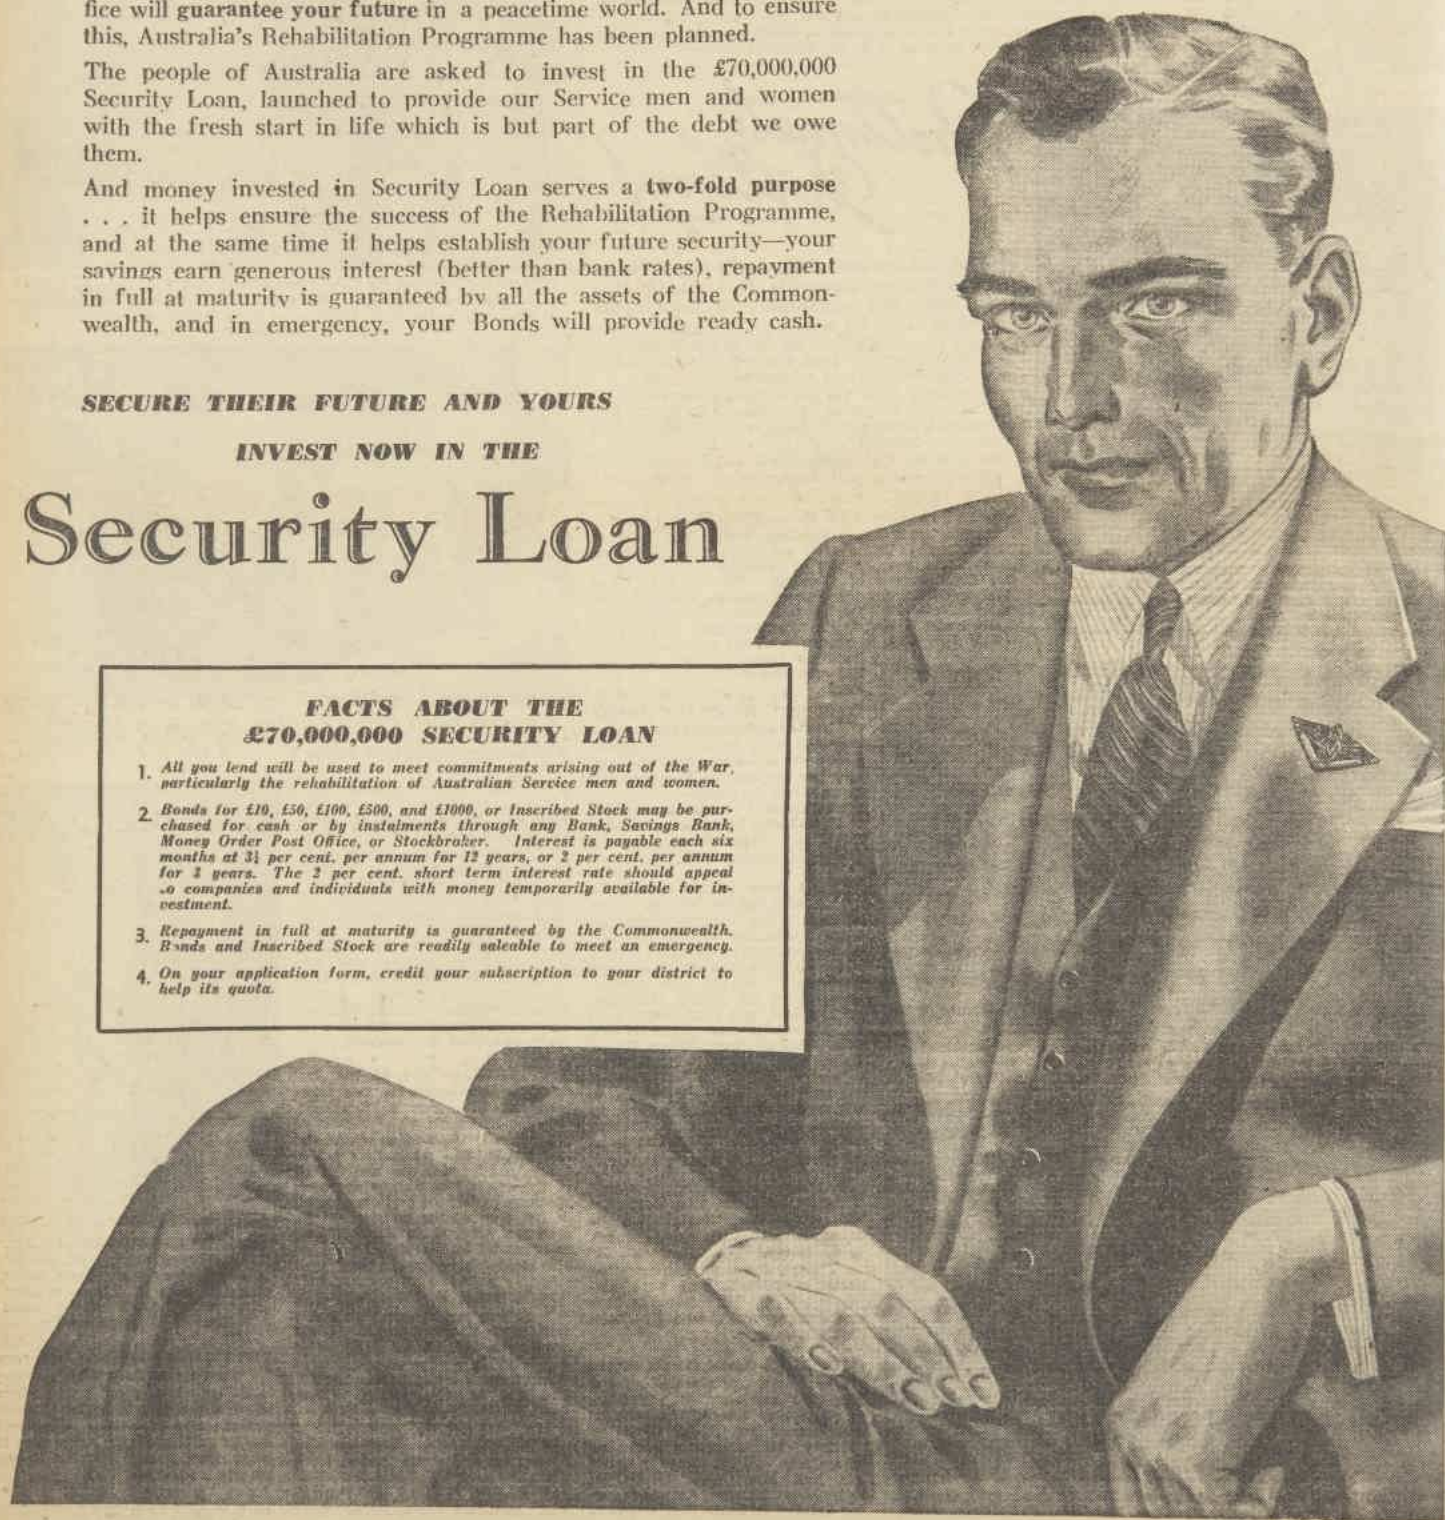 fice will guarantee your future in a peacetime world. And to ensure
this, Australia's Rehabilitation Programme has been planned.
The people of Australia are asked to invest in the £70,000,000
Security Loan, launched to provide our Service men and women
with the fresh start in life which is but part of the debt we owe
them.
And money invested in Security Loan serves a two-fold purpose
. . . it helps ensure the success of the Rehabilitation Programme,
and at the same time it helps establish your future security—your
savings earn generous interest (better than bank rates), repayment
in full at maturity is guaranteed by all the assets of the Common-
wealth, and in emergency, your Bonds will provide ready cash.
SECURE THEIR FUTURE AND YOURS
INVEST NOW IN THE
Security Loan
FACTS ABOUT THE
£70,000,000 SECURITY LOAN
1. All you lend will be used to meet commitments arising out of the War,
particularly the rehabilitation of Australian Service men and women.
2. Bonds for £10, £50, £100, £500, and £1000, or Inscribed Stock may be pur-
chased for cash or by instalments through any Bank, Savings Bank,
Money Order Post Office, or Stockbroker. Interest is payable each six
months at 3¼ per cent. per annum for 12 years, or 2 per cent. per annum
for years. The 2 per cent. short term interest rate should appeal
to companies and individuals with money temporarily available for in-
vestment.
3. Repayment in full at maturity is guaranteed by the Commonwealth.
Bonds and Inscribed Stock are readily saleable to meet an emergency.
4. On your application form, credit your subscription to your district to
help its quota.